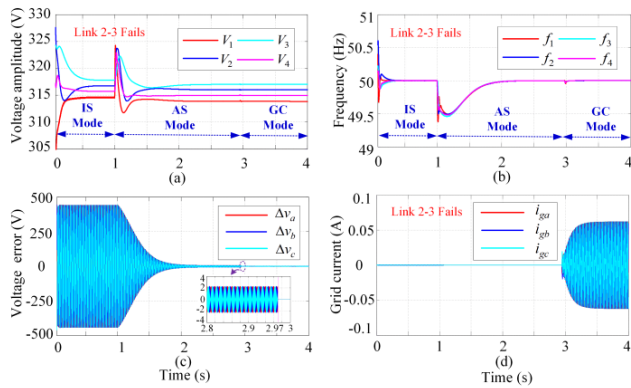 330
325
320
315
310
305
Voltage amplitude (V)
Link 2-3 Fails
V1 V3
V2 V4
IS Mode
AS Mode
GC Mode
0 1 2 3 4
(a)
51
50.5
50
49.5
49
Frequency (Hz)
Link 2-3 Fails
f1 f3
f2 f4
IS Mode
AS Mode
GC Mode
0 1 2 3 4
(b)
500
250
0
-250
-500
Voltage error (V)
Δva
Δvb
Δvc
4
2
0
-2
-4
2.8 2.9 2.97 3
0 1 2 3 4
(c)
Time (s)
0.1
0.05
0
-0.05
-0.1
Grid current (A)
Link 2-3 Fails
iga
igb
igc
0 1 2 3 4
(d)
Time (s)